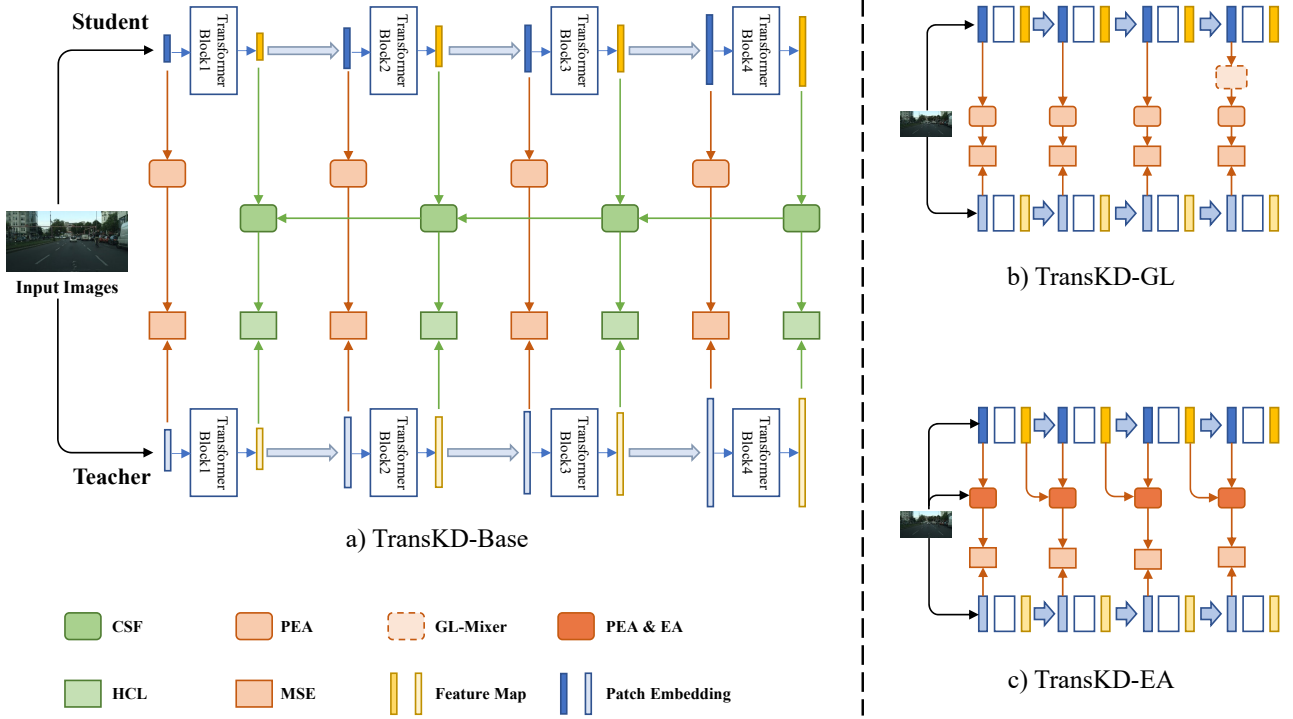 Student
Transformer
Block1
Transformer
Block2
Transformer
Block3
Transformer
Block4
Input Images
Teacher
Transformer
Block1
Transformer
Block2
Transformer
Block3
Transformer
Block4
a) TransKD-Base
CSF
PEA
GL-Mixer
PEA & EA
HCL
MSE
Feature Map
Patch Embedding
b) TransKD-GL
c) TransKD-EA